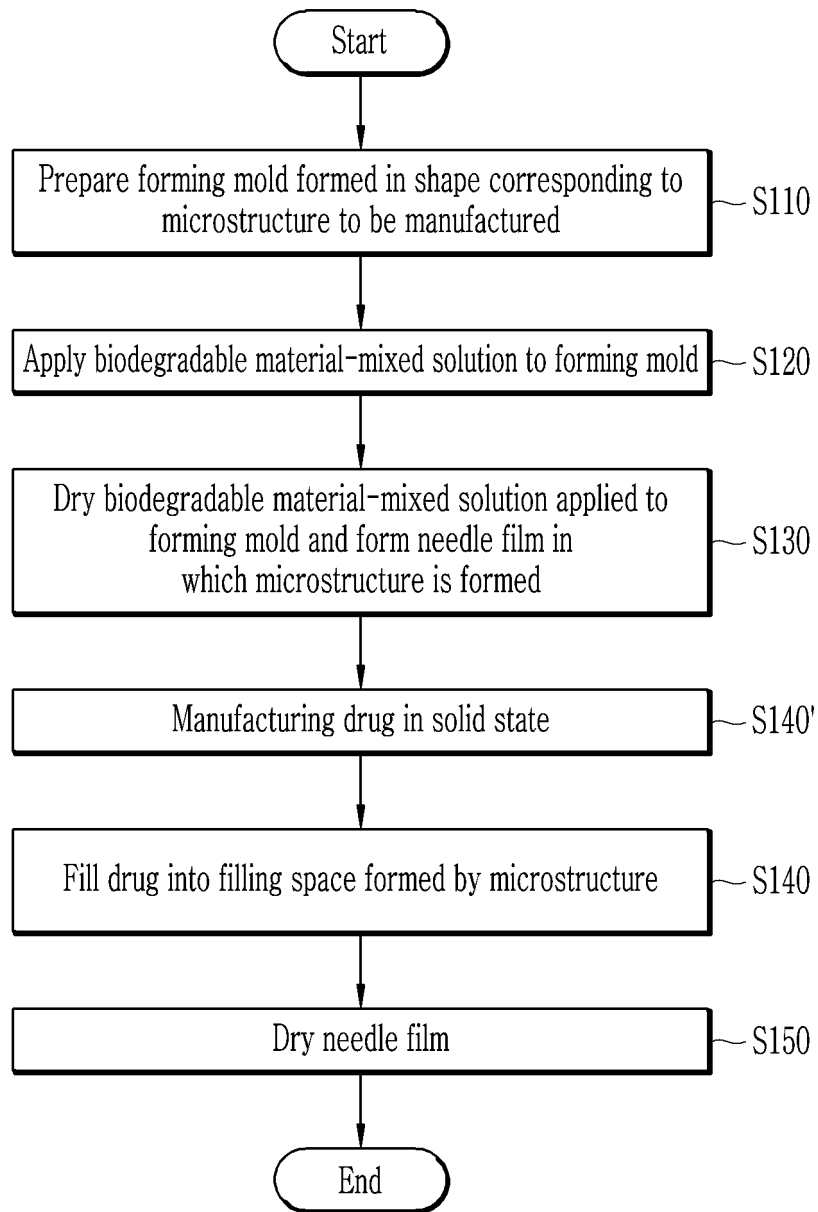 Start
Prepare forming mold formed in shape corresponding to
microstructure to be manufactured
S110
Apply biodegradable material-mixed solution to forming mold
S120
Dry biodegradable material-mixed solution applied to
forming mold and form needle film in
which microstructure is formed
S130
Manufacturing drug in solid state
S140'
Fill drug into filling space formed by microstructure
S140
Dry needle film
S150
End